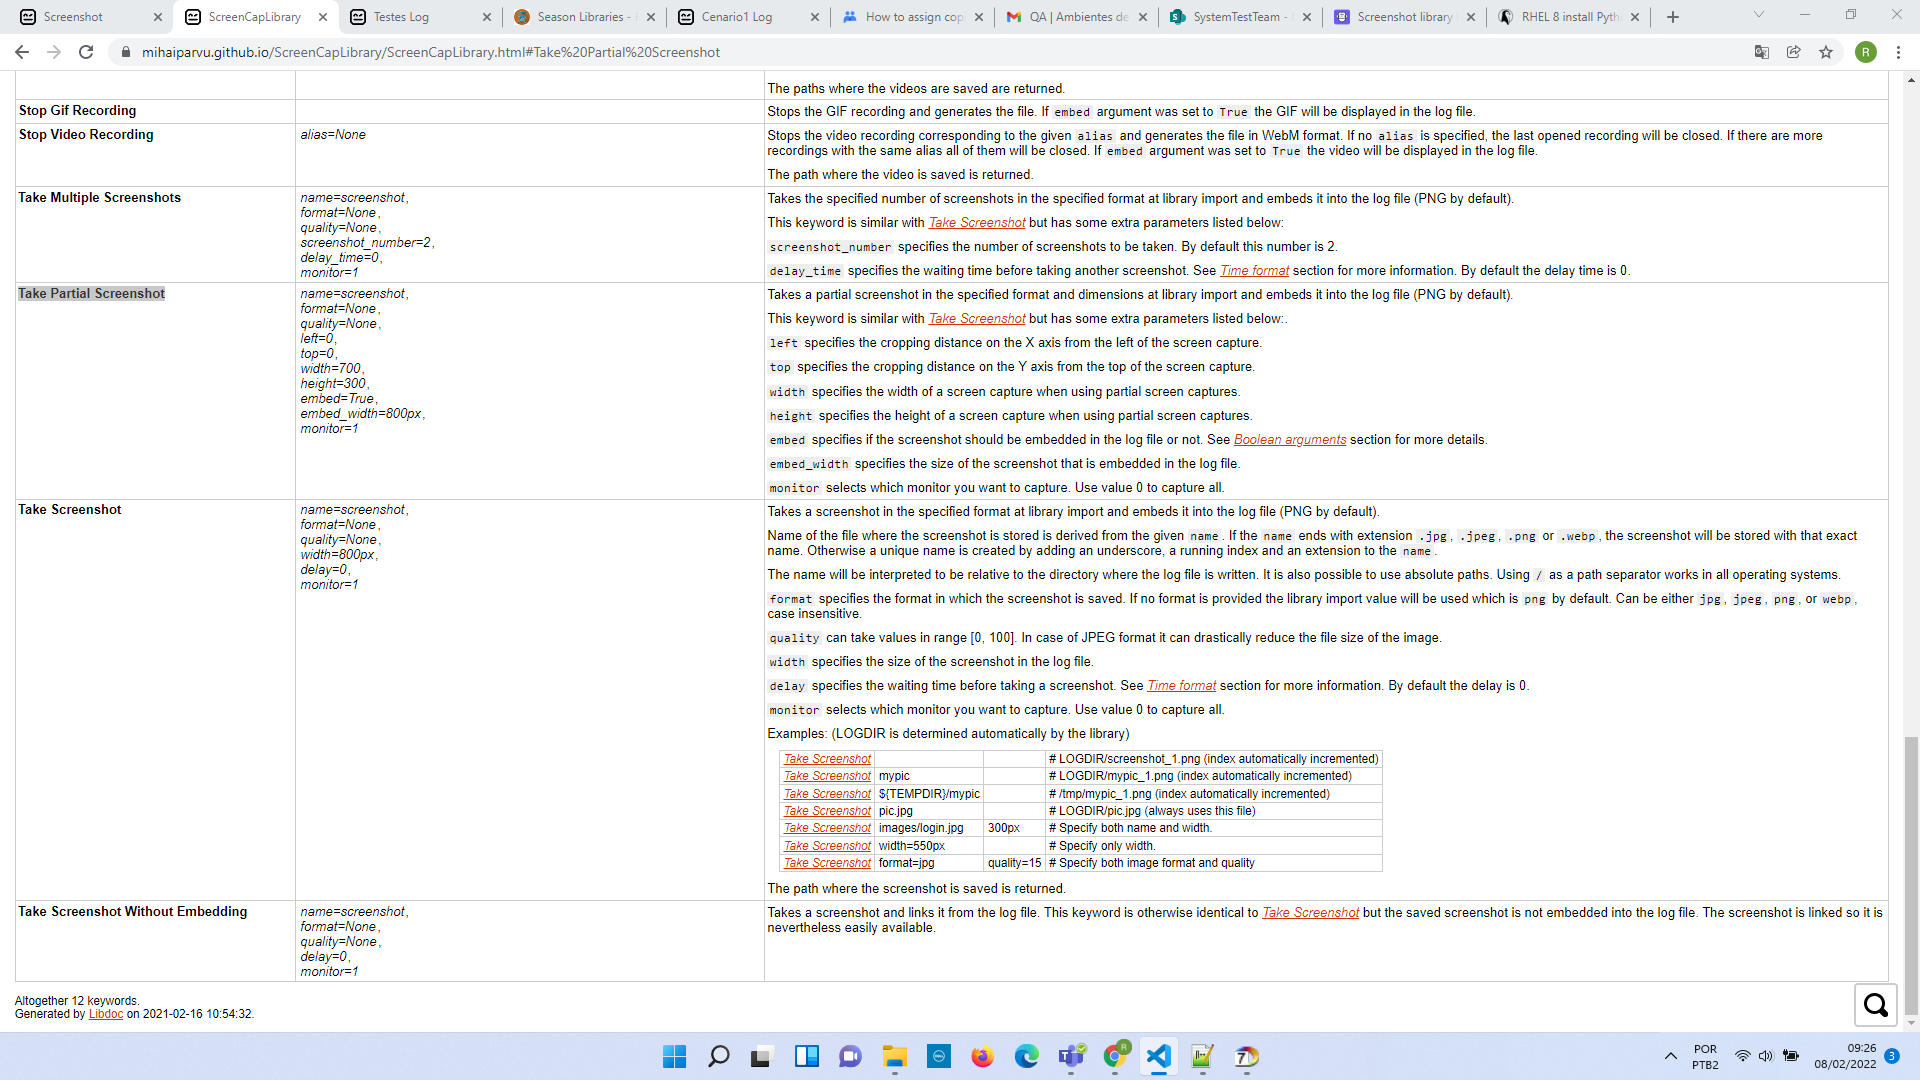 Screenshot
ScreenCapLibrary
Testes Log
Season Libraries -
Cenario1 Log
How to assign cop
QA | Ambientes de
SystemTestTeam -
Screenshot library
RHEL 8 install Pyth
mihaiparvu.github.io/ScreenCapLibrary/ScreenCapLibrary.html#Take%20Partial%20Screenshot
R
The paths where the videos are saved are returned.
Stop Gif Recording
Stops the GIF recording and generates the file. If embed argument was set to True the GIF will be displayed in the log file.
Stop Video Recording
alias=None
Stops the video recording corresponding to the given alias and generates the file in WebM format. If no alias is specified, the last opened recording will be closed. If there are more
recordings with the same alias all of them will be closed. If embed argument was set to True the video will be displayed in the log file.
The path where the video is saved is returned.
Take Multiple Screenshots
name=screenshot,
format=None,
quality=None,
screenshot_number=2,
delay_time=0,
monitor=1
Takes the specified number of screenshots in the specified format at library import and embeds it into the log file (PNG by default).
This keyword is similar with Take Screenshot but has some extra parameters listed below:
screenshot_number specifies the number of screenshots to be taken. By default this number is 2.
delay_time specifies the waiting time before taking another screenshot. See Time format section for more information. By default the delay time is 0.
Take Partial Screenshot
name=screenshot,
format=None,
quality=None,
left=0,
top=0,
width=700,
height=300,
embed=True,
embed_width=800px,
monitor=1
Takes a partial screenshot in the specified format and dimensions at library import and embeds it into the log file (PNG by default).
This keyword is similar with Take Screenshot but has some extra parameters listed below:.
left specifies the cropping distance on the X axis from the left of the screen capture.
top specifies the cropping distance on the Y axis from the top of the screen capture.
width specifies the width of a screen capture when using partial screen captures.
height specifies the height of a screen capture when using partial screen captures.
embed specifies if the screenshot should be embedded in the log file or not. See Boolean arguments section for more details.
embed_width specifies the size of the screenshot that is embedded in the log file.
monitor selects which monitor you want to capture. Use value 0 to capture all.
Take Screenshot
name=screenshot,
format=None,
quality=None,
width=800px,
delay=0,
monitor=1
Takes a screenshot in the specified format at library import and embeds it into the log file (PNG by default).
Name of the file where the screenshot is stored is derived from the given name. If the name ends with extension .jpg, .jpeg, .png or .webp, the screenshot will be stored with that exact
name. Otherwise a unique name is created by adding an underscore, a running index and an extension to the name.
The name will be interpreted to be relative to the directory where the log file is written. It is also possible to use absolute paths. Using / as a path separator works in all operating systems.
format specifies the format in which the screenshot is saved. If no format is provided the library import value will be used which is png by default. Can be either jpg, jpeg, png, or webp,
case insensitive.
quality can take values in range [0, 100]. In case of JPEG format it can drastically reduce the file size of the image.
width specifies the size of the screenshot in the log file.
delay specifies the waiting time before taking a screenshot. See Time format section for more information. By default the delay is 0.
monitor selects which monitor you want to capture. Use value 0 to capture all.
Examples: (LOGDIR is determined automatically by the library)
Take Screenshot # LOGDIR/screenshot_1.png (index automatically incremented)
Take Screenshot mypic # LOGDIR/mypic_1.png (index automatically incremented)
Take Screenshot ${TEMPDIR}/mypic # /tmp/mypic_1.png (index automatically incremented)
Take Screenshot pic.jpg # LOGDIR/pic.jpg (always uses this file)
Take Screenshot images/login.jpg 300px # Specify both name and width.
Take Screenshot width=550px # Specify only width.
Take Screenshot format=jpg quality=15 # Specify both image format and quality
The path where the screenshot is saved is returned.
Take Screenshot Without Embedding
name=screenshot,
format=None,
quality=None,
delay=0,
monitor=1
Takes a screenshot and links it from the log file. This keyword is otherwise identical to Take Screenshot but the saved screenshot is not embedded into the log file. The screenshot is linked so it is
nevertheless easily available.
Altogether 12 keywords.
Generated by Libdoc on 2021-02-16 10:54:32.
POR
PTB2
09:26
08/02/2022
3